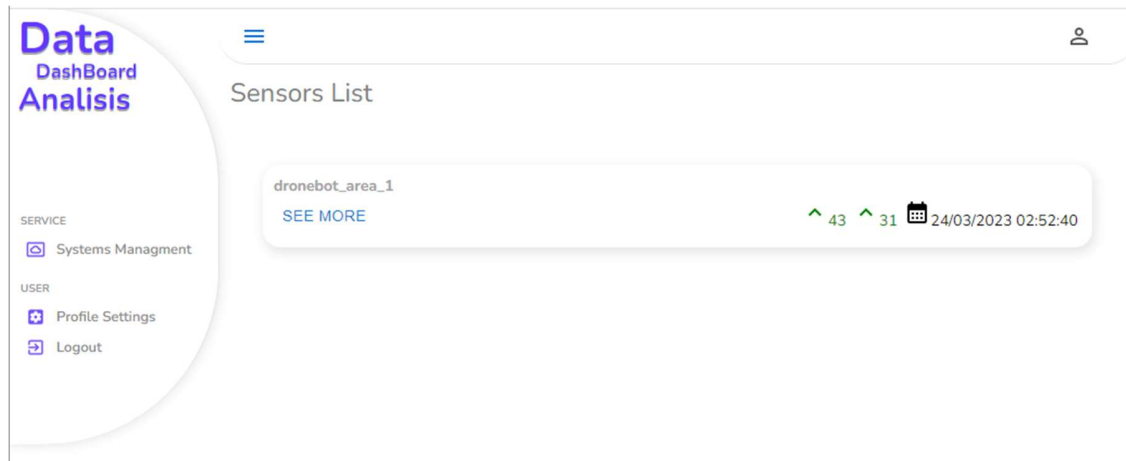 Data
DashBoard
Analisis
SERVICE
Systems Managment
USER
Profile Settings
Logout
Sensors List
dronebot_area_1
SEE MORE
43 31 24/03/2023 02:52:40